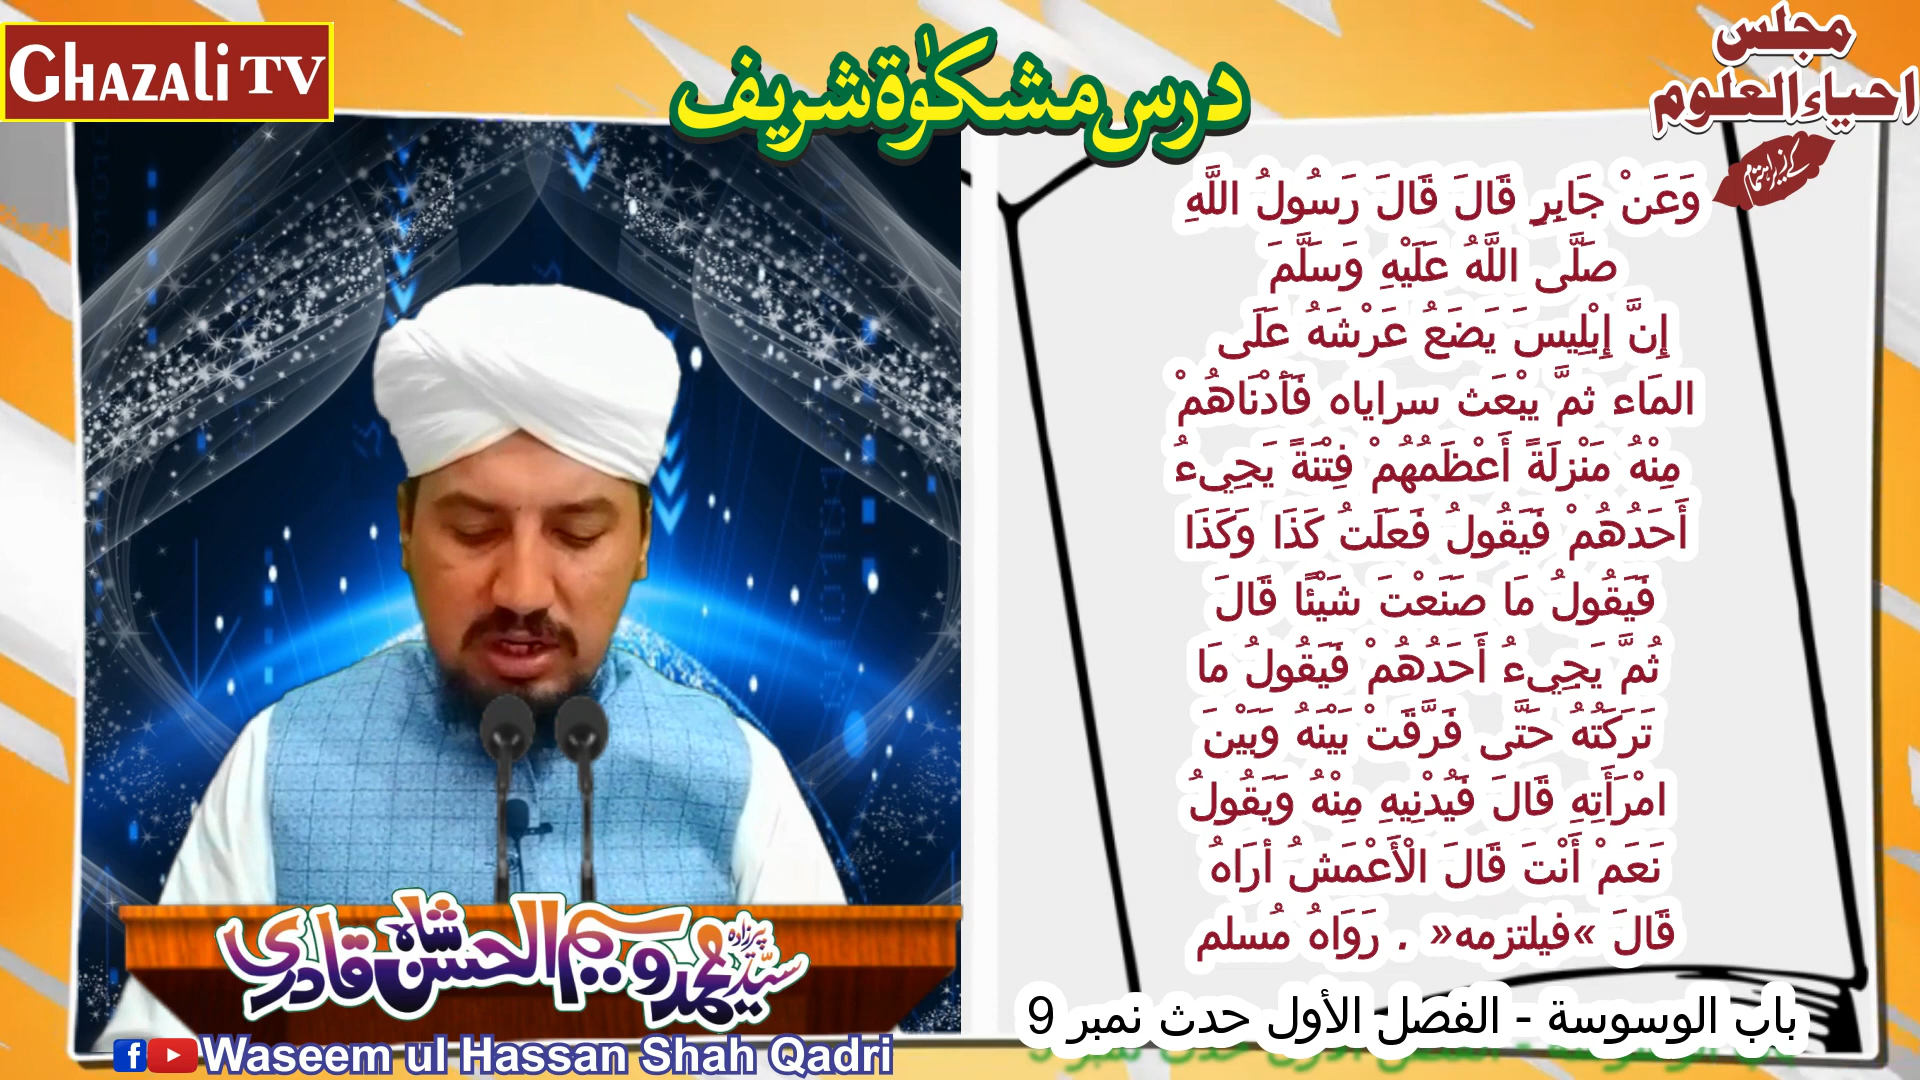 GHAZALI TV
درس مشکوٰۃ شریف
مجلس
احیاء العلوم
کے زیر اہتمام
وَعَنْ جَابِرٍ قَالَ قَالَ رَسُولُ اللَّهِ
صَلَّى اللَّهُ عَلَيْهِ وَسَلَّمَ
إِنَّ إِبْلِيسَ يَضَعُ عَرْشَهُ عَلَى
المَاء ثمَّ يبْعَث سراياه فَأَدْنَاهُمْ
مِنْهُ مَنْزِلَةً أَعْظَمُهُمْ فِتْنَةً يَجِيءُ
أَحَدُهُمْ فَيَقُولُ فَعَلَتُ كَذَا وَكَذَا
فَيَقُولُ مَا صَنَعْتَ شَيْئًا قَالَ
ثُمَّ يَجِيءُ أَحَدُهُمْ فَيَقُولُ مَا
تَرَكَتُهُ حَتَّى فَرَّقَتْ بَيْنَهُ وَبَيْنَ
امْرَأَتِهِ قَالَ فَيُدْنِيهِ مِنْهُ وَيَقُولُ
نَعَمْ أَنْتَ قَالَ الْأَعْمَشُ أرَاهُ
قَالَ »فيلتزمه« . رَوَاهُ مُسلم
باب الوسوسة - الفصل الأول حدث نمبر 9
پیرزادہ سیّد محمد وسیم الحسن شاہ قادری
Waseem ul Hassan Shah Qadri